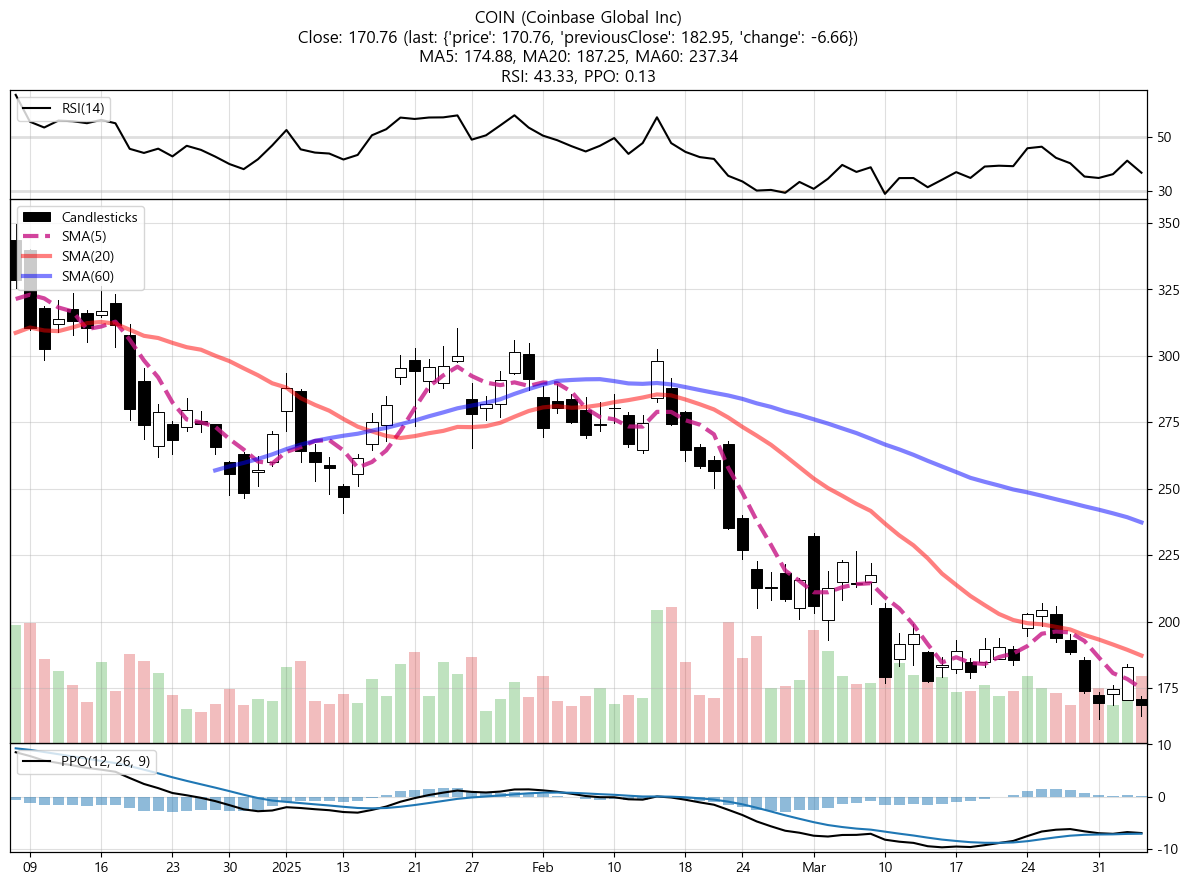 COIN (Coinbase Global Inc)
Close: 170.76 (last: {'price': 170.76, 'previousClose': 182.95, 'change': -6.66})
MA5: 174.88, MA20: 187.25, MA60: 237.34
RSI: 43.33, PPO: 0.13
RSI(14)
50
30
Candlesticks
SMA(5)
SMA(20)
SMA(60)
350
325
300
275
250
225
200
175
PPO(12, 26, 9)
10
0
-10
09 16 23 30 2025 13 21 27 Feb 10 18 24 Mar 10 17 24 31